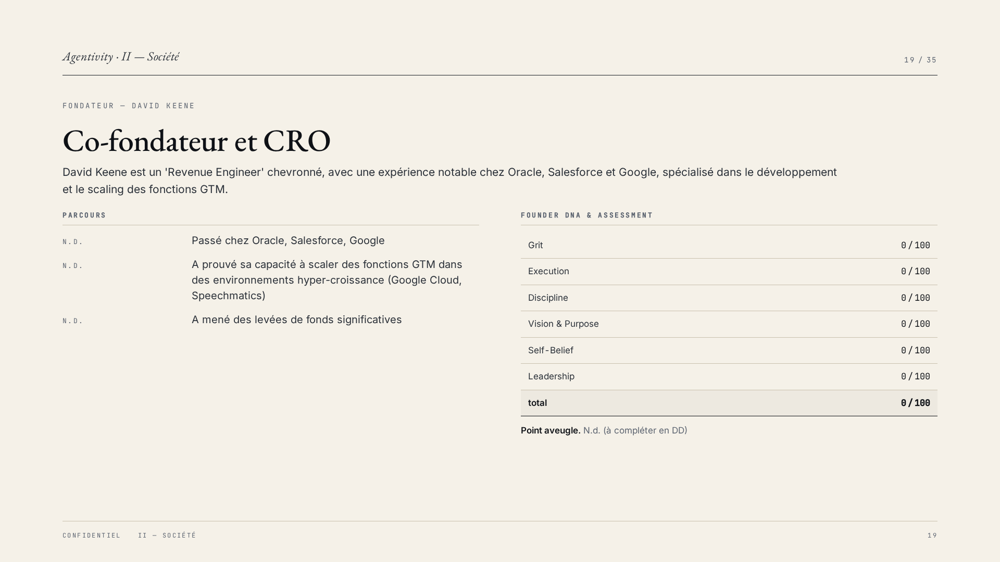 Agentivity · II — Société
19 / 35
FONDATEUR — DAVID KEENE
Co-fondateur et CRO
David Keene est un 'Revenue Engineer' chevronné, avec une expérience notable chez Oracle, Salesforce et Google, spécialisé dans le développement
et le scaling des fonctions GTM.
PARCOURS
N.D.
Passé chez Oracle, Salesforce, Google
N.D.
A prouvé sa capacité à scaler des fonctions GTM dans
des environnements hyper-croissance (Google Cloud,
Speechmatics)
N.D.
A mené des levées de fonds significatives
FOUNDER DNA & ASSESSMENT
Grit 0 / 100
Execution 0 / 100
Discipline 0 / 100
Vision & Purpose 0 / 100
Self-Belief 0 / 100
Leadership 0 / 100
total 0 / 100
Point aveugle. N.d. (à compléter en DD)
CONFIDENTIEL II — SOCIÉTÉ
19